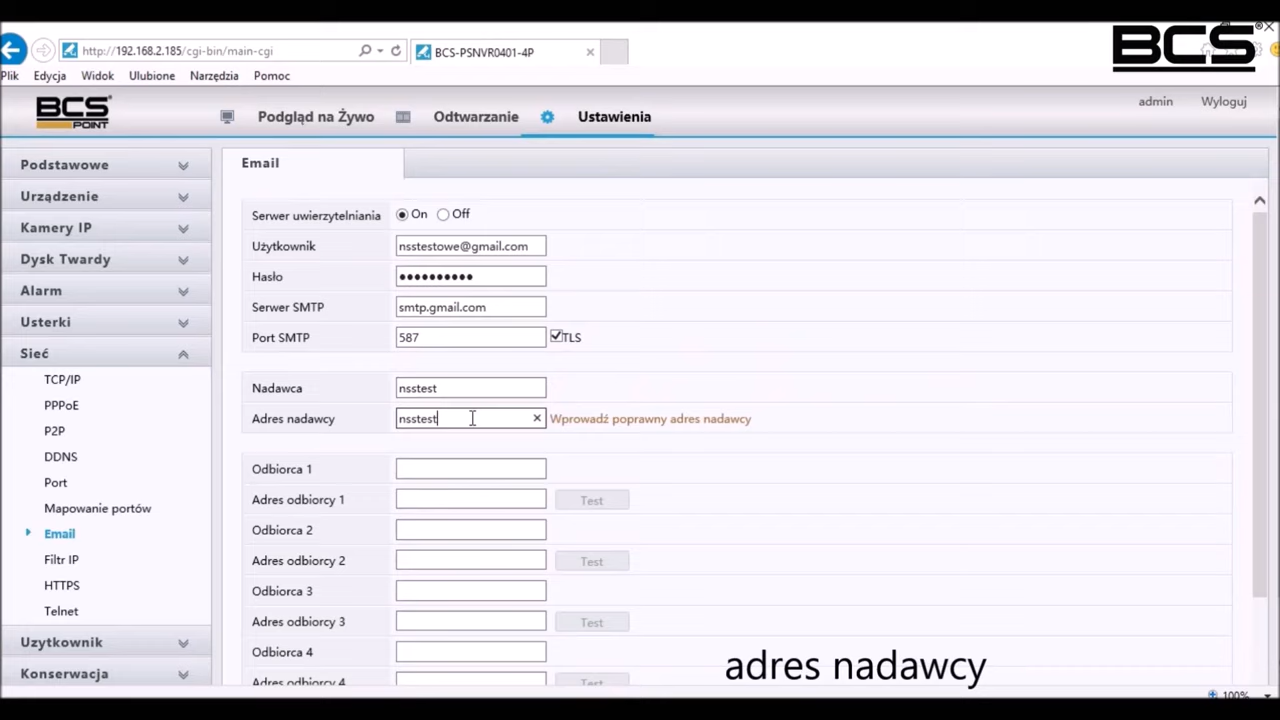 BCS
http://192.168.2.185/cgi-bin/main-cgi
BCS-PSNVR0401-4P
Plik Edycja Widok Ulubione Narzędzia Pomoc
BCS
POINT
Podgląd na Żywo
Odtwarzanie
Ustawienia
admin
Wyloguj
Podstawowe
Urządzenie
Kamery IP
Dysk Twardy
Alarm
Usterki
Sieć
TCP/IP
PPPoE
P2P
DDNS
Port
Mapowanie portów
Email
Filtr IP
HTTPS
Telnet
Uzytkownik
Konserwacja
Email
Serwer uwierzytelniania On Off
Użytkownik nsstestowe@gmail.com
Hasło ••••••••••
Serwer SMTP smtp.gmail.com
Port SMTP 587 TLS
Nadawca nsstest
Adres nadawcy nsstest Wprowadź poprawny adres nadawcy
Odbiorca 1
Adres odbiorcy 1 Test
Odbiorca 2
Adres odbiorcy 2 Test
Odbiorca 3
Adres odbiorcy 3 Test
Odbiorca 4
Adres odbiorcy 4 Test
adres nadawcy
100%